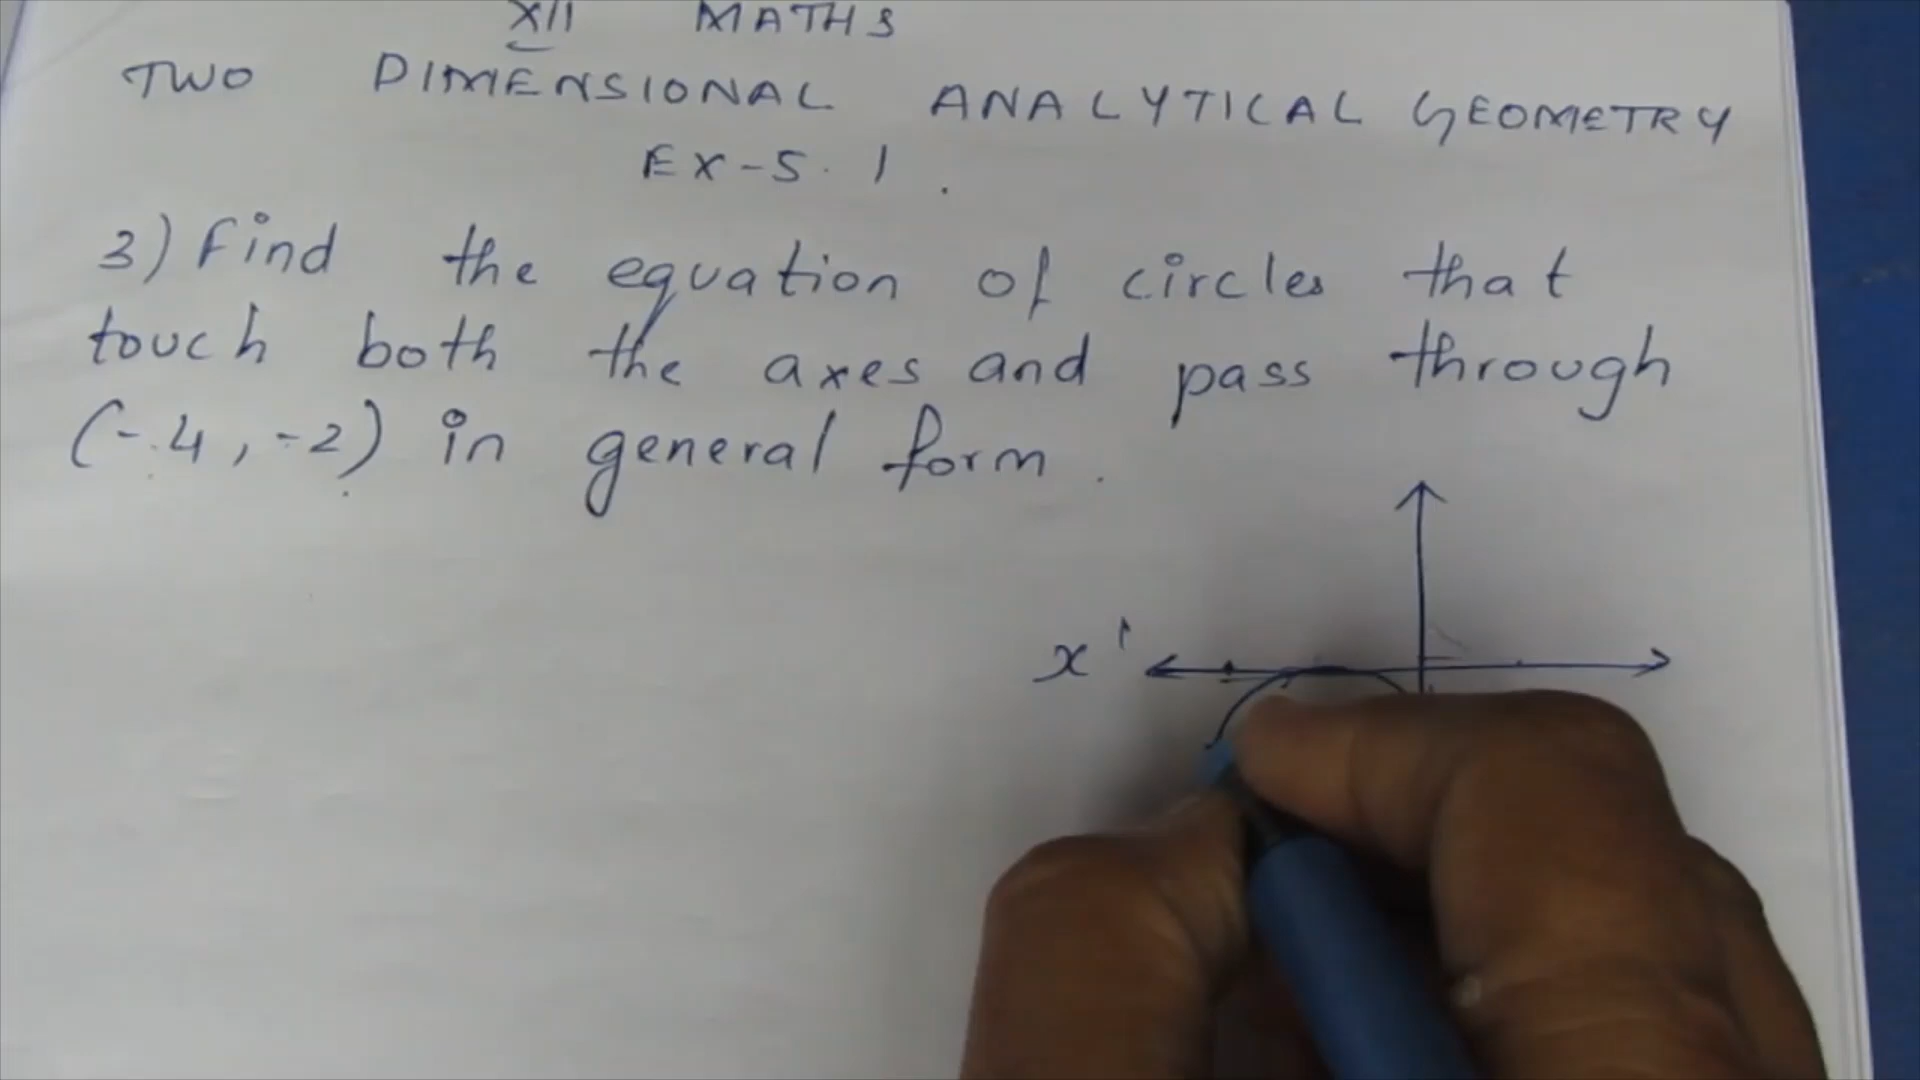 XII MATHS
TWO DIMENSIONAL ANALYTICAL GEOMETRY
EX-5.1.
3) Find the equation of circles that
touch both the axes and pass through
(-4, -2) in general form.
x'